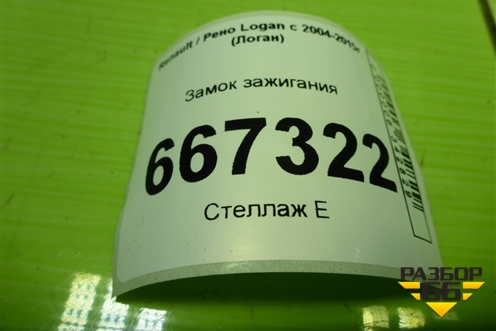 Renault / Рено Logan с 2004-2015г
(Логан)
Замок зажигания
667322
Стеллаж Е
РАЗБОР
66